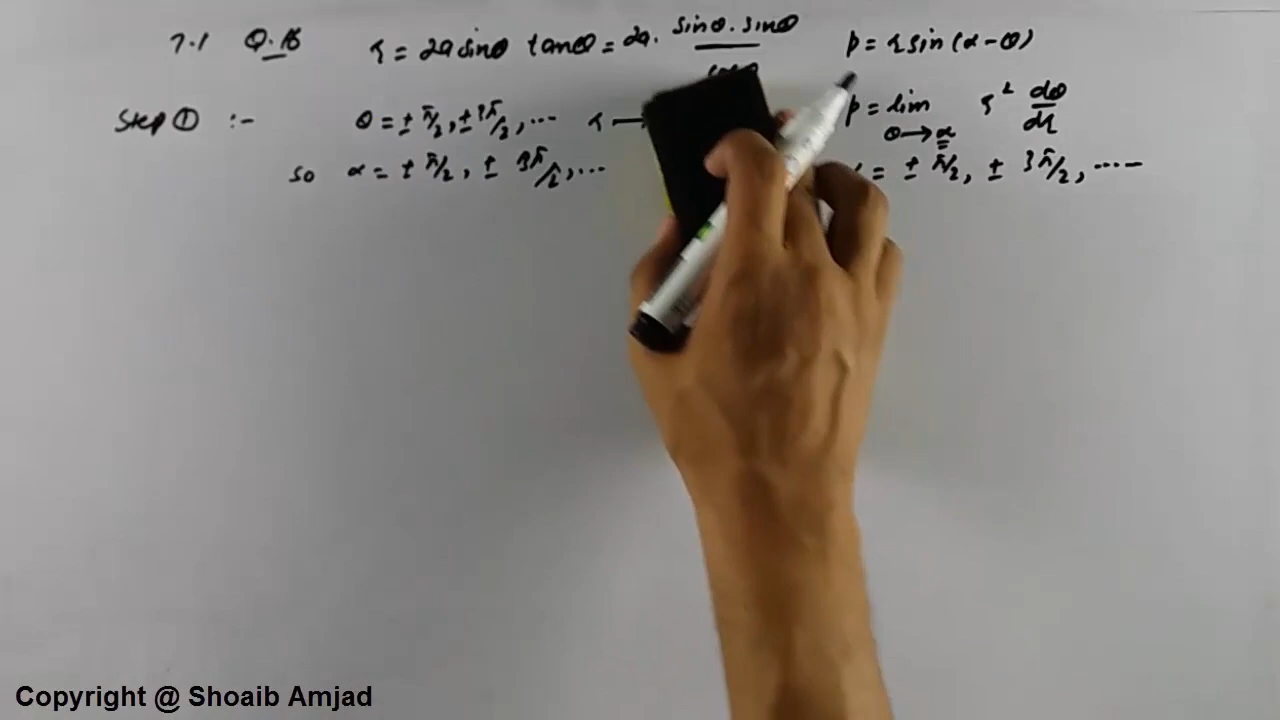 7.1 Q.16 r = 2a sinθ tanθ = 2a. sinθ.sinθ / cosθ p = r sin(α-θ)
Step ① :- θ = ± π/2, ± 3π/2, ... r → p = lim θ→α r² dθ/dr
so α = ± π/2, ± 3π/2, ... = ± π/2, ± 3π/2, ....
Copyright @ Shoaib Amjad